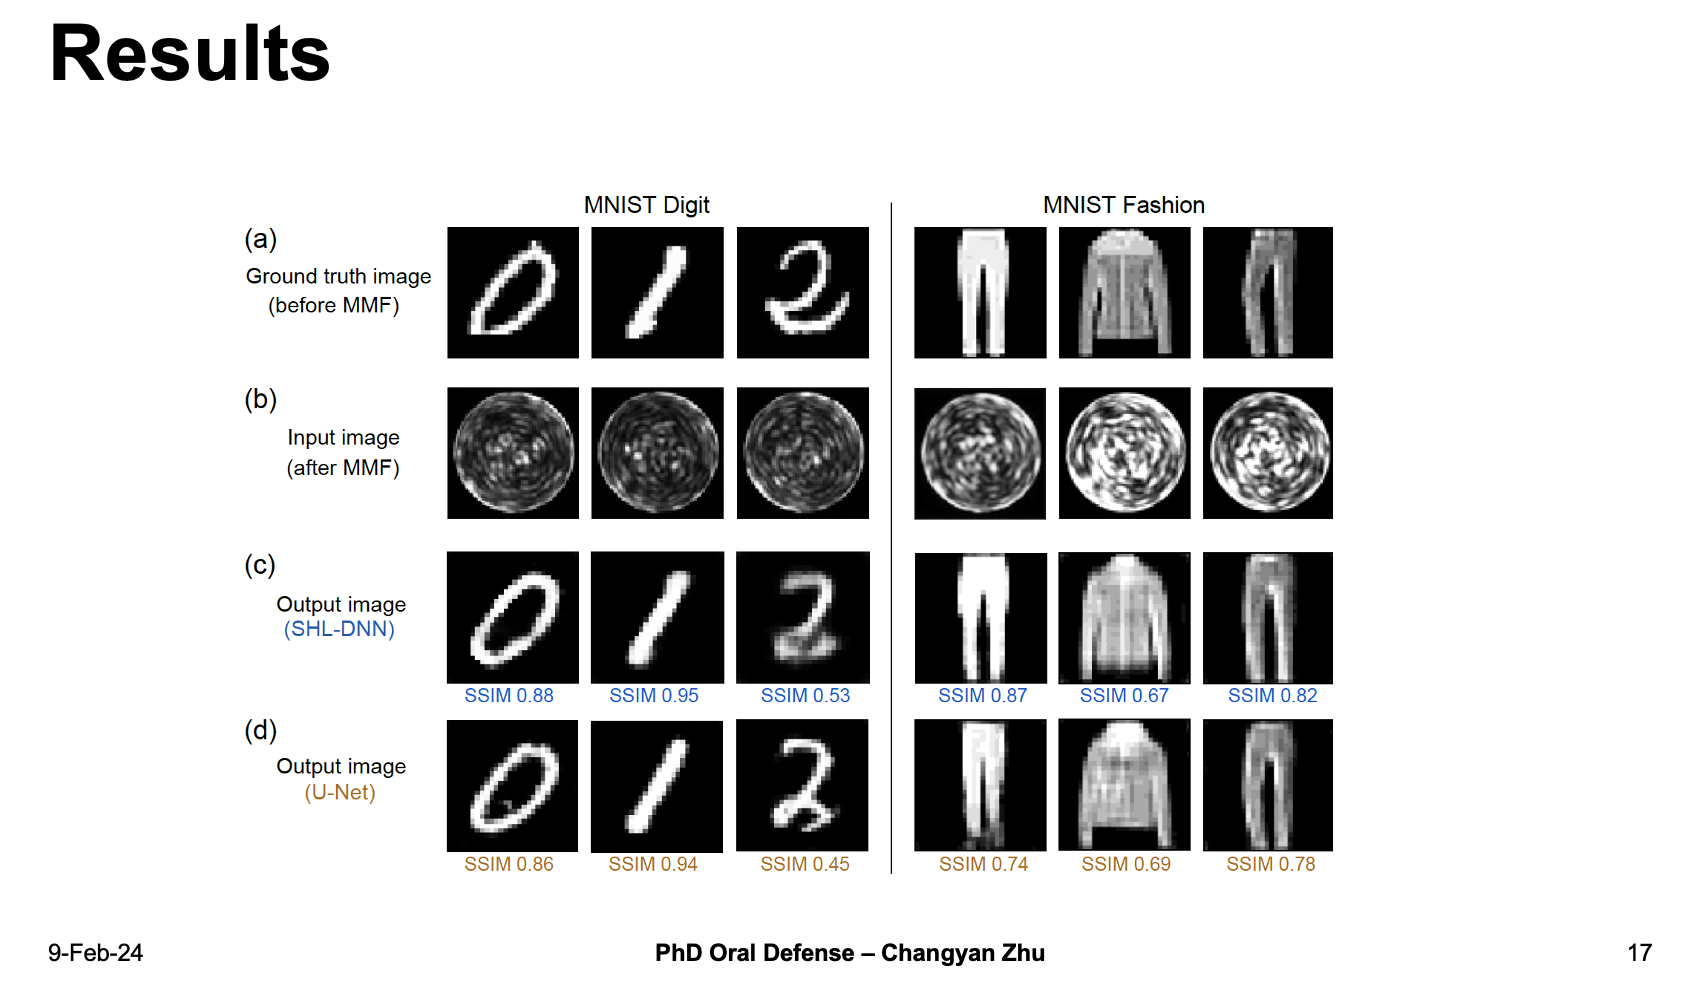 Results
MNIST Digit
MNIST Fashion
(a)
Ground truth image
(before MMF)
(b)
Input image
(after MMF)
(c)
Output image
(SHL-DNN)
SSIM 0.88
SSIM 0.95
SSIM 0.53
SSIM 0.87
SSIM 0.67
SSIM 0.82
(d)
Output image
(U-Net)
SSIM 0.86
SSIM 0.94
SSIM 0.45
SSIM 0.74
SSIM 0.69
SSIM 0.78
9-Feb-24
PhD Oral Defense – Changyan Zhu
17